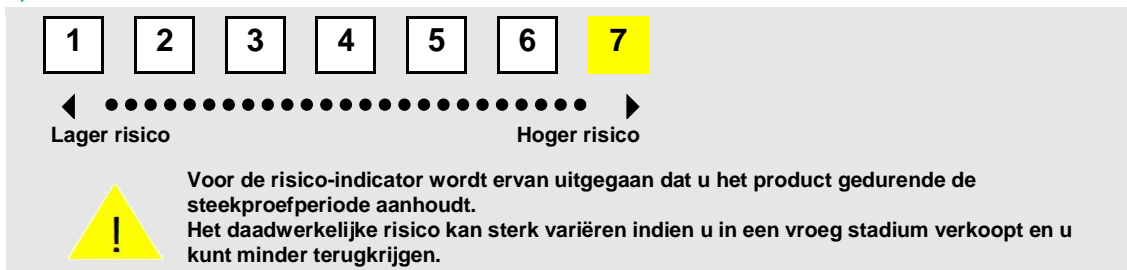 1 2 3 4 5 6 7
Lager risico Hoger risico
Voor de risico-indicator wordt ervan uitgegaan dat u het product gedurende de
steekproefperiode aanhoudt.
! Het daadwerkelijke risico kan sterk variëren indien u in een vroeg stadium verkoopt en u
kunt minder terugkrijgen.